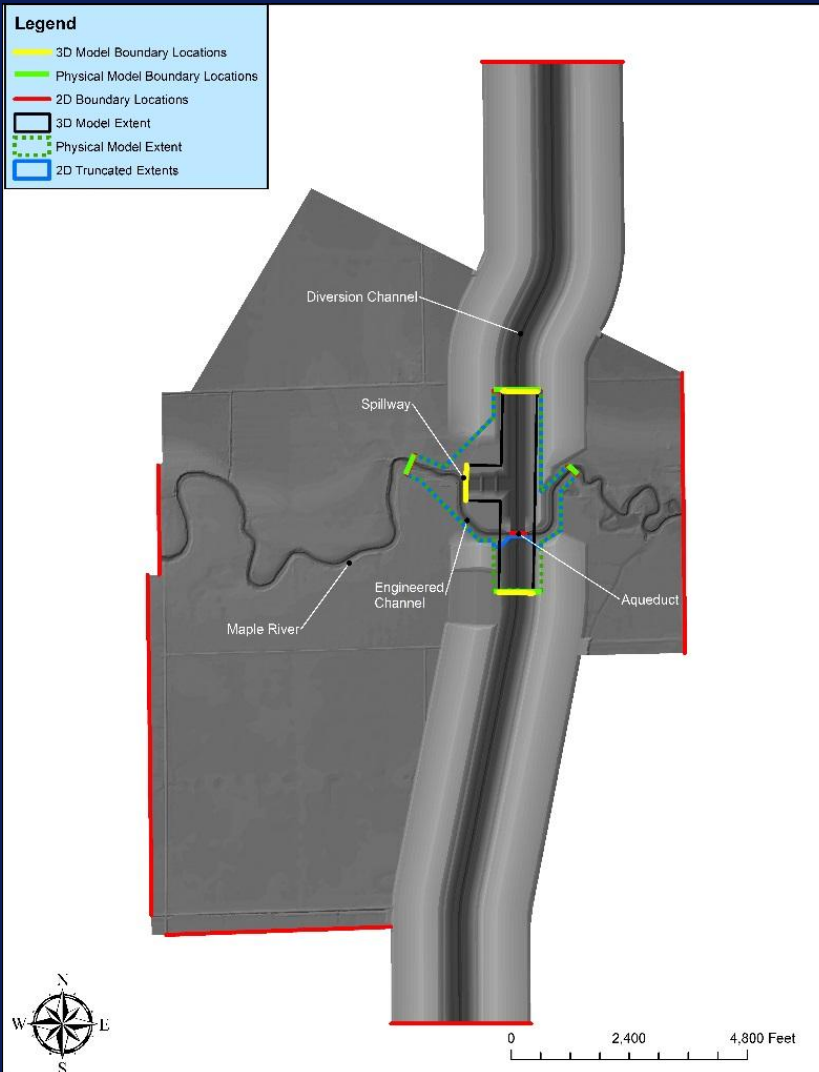 Legend
3D Model Boundary Locations
Physical Model Boundary Locations
2D Boundary Locations
3D Model Extent
Physical Model Extent
2D Truncated Extents
Diversion Channel
Spillway
Engineered
Channel
Aqueduct
Maple River
N
W E
S
0 2,400 4,800 Feet